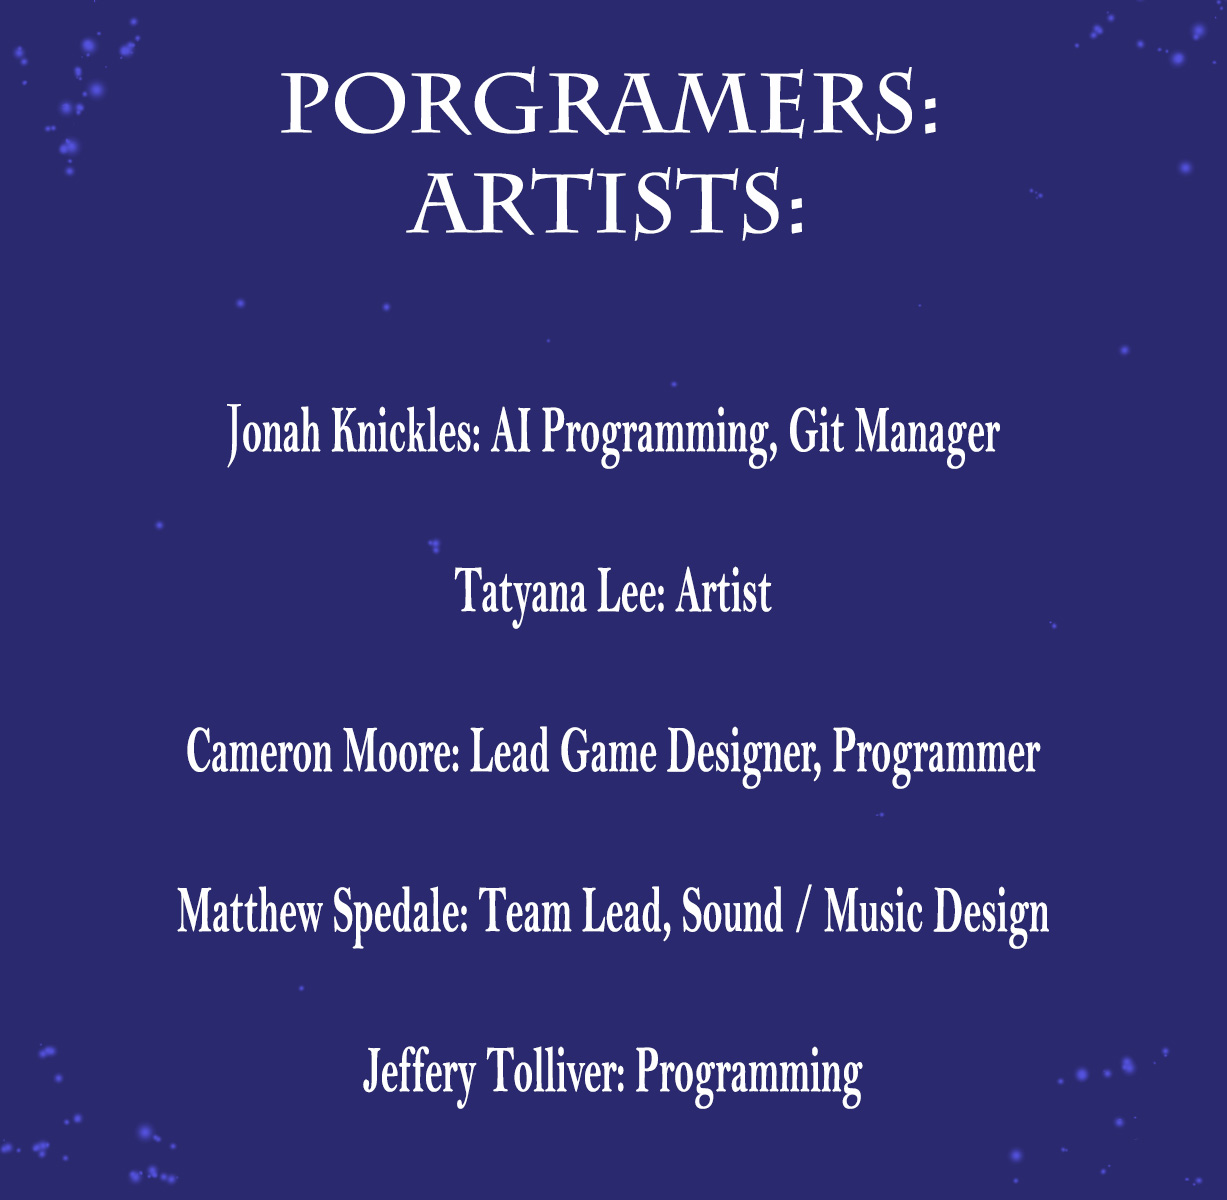 PORGRAMERS:
ARTISTS:
Jonah Knickles: AI Programming, Git Manager
Tatyana Lee: Artist
Cameron Moore: Lead Game Designer, Programmer
Matthew Spedale: Team Lead, Sound / Music Design
Jeffery Tolliver: Programming